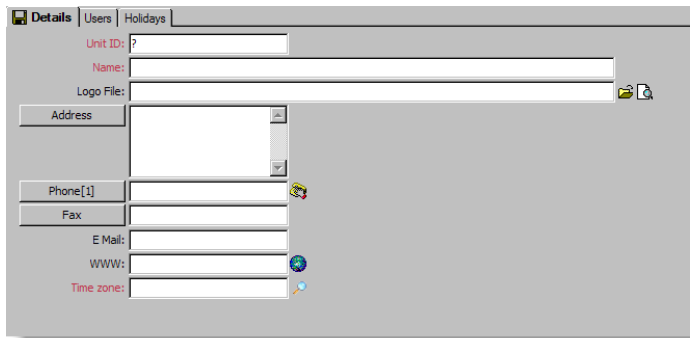 Details Users Holidays
Unit ID: ?
Name:
Logo File:
Address
Phone[1]
Fax
E Mail:
WWW:
Time zone: